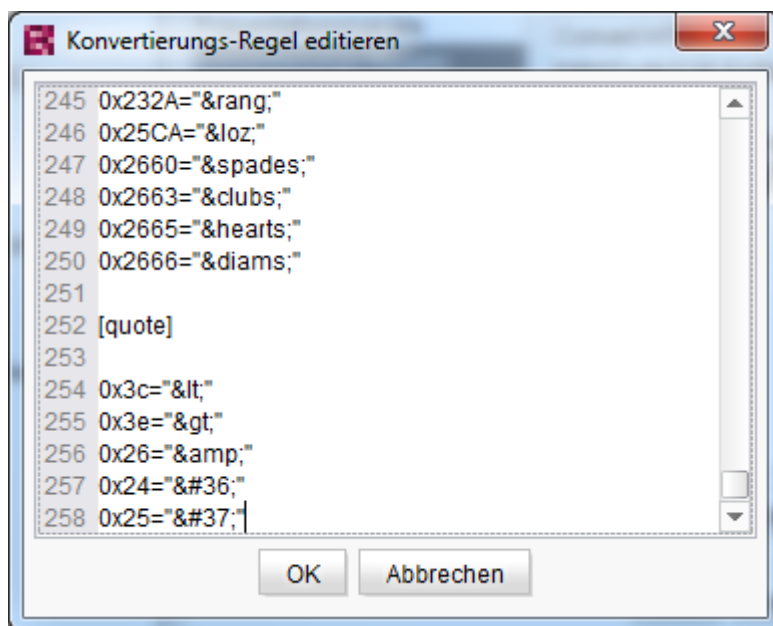 Konvertierungs-Regel editieren
245 0x232A="&rang;"
246 0x25CA="&loz;"
247 0x2660="&spades;"
248 0x2663="&clubs;"
249 0x2665="&hearts;"
250 0x2666="&diams;"
251
252 [quote]
253
254 0x3c="&lt;"
255 0x3e="&gt;"
256 0x26="&amp;"
257 0x24="&#36;"
258 0x25="&#37;"
OK Abbrechen